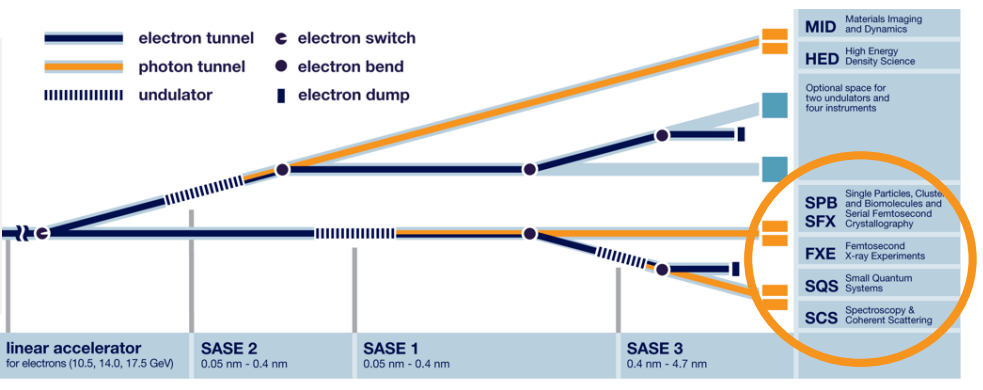 electron tunnel
photon tunnel
undulator
electron switch
electron bend
electron dump
MID Materials Imaging
and Dynamics
HED High Energy
Density Science
Optional space for
two undulators and
four instruments
SPB
SFX
Single Particles, Cluster
and Biomolecules and
Serial Femtosecond
Crystallography
FXE Femtosecond
X-ray Experiments
SQS Small Quantum
Systems
SCS Spectroscopy &
Coherent Scattering
linear accelerator
for electrons (10.5, 14.0, 17.5 GeV)
SASE 2
0.05 nm - 0.4 nm
SASE 1
0.05 nm - 0.4 nm
SASE 3
0.4 nm - 4.7 nm